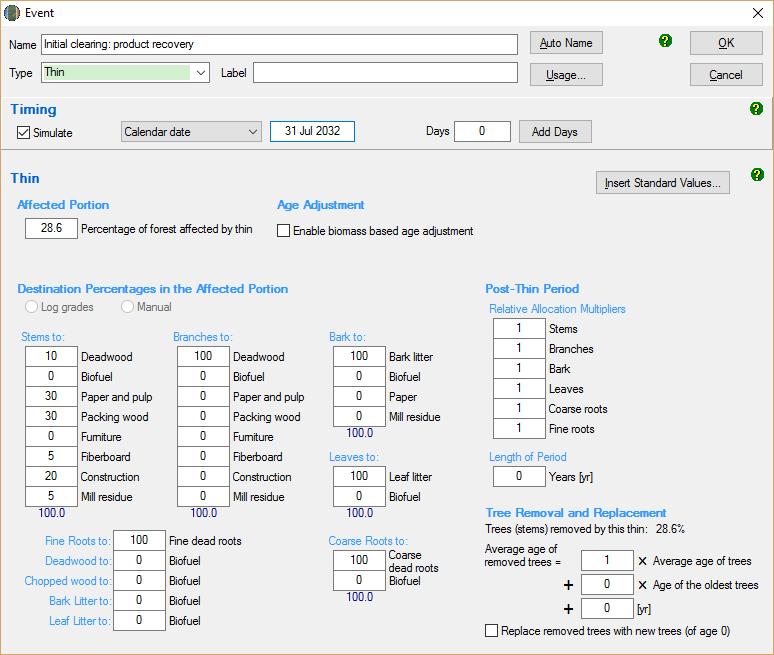 Event
Name Initial clearing: product recovery Auto Name OK
Type Thin Label Usage... Cancel
Timing
Simulate Calendar date 31 Jul 2032 Days 0 Add Days
Thin
Insert Standard Values...
Affected Portion Age Adjustment
28.6 Percentage of forest affected by thin Enable biomass based age adjustment
Destination Percentages in the Affected Portion
Log grades Manual
Stems to:
10 Deadwood
0 Biofuel
30 Paper and pulp
30 Packing wood
0 Furniture
5 Fiberboard
20 Construction
5 Mill residue
100.0
Branches to:
100 Deadwood
0 Biofuel
0 Paper and pulp
0 Packing wood
0 Furniture
0 Fiberboard
0 Construction
0 Mill residue
100.0
Bark to:
100 Bark litter
0 Biofuel
0 Paper
0 Mill residue
100.0
Leaves to:
100 Leaf litter
0 Biofuel
100.0
Fine Roots to: 100 Fine dead roots
Deadwood to: 0 Biofuel
Chopped wood to: 0 Biofuel
Bark Litter to: 0 Biofuel
Leaf Litter to: 0 Biofuel
Coarse Roots to:
100 Coarse dead roots
0 Biofuel
100.0
Post-Thin Period
Relative Allocation Multipliers
1 Stems
1 Branches
1 Bark
1 Leaves
1 Coarse roots
1 Fine roots
Length of Period
0 Years [yr]
Tree Removal and Replacement
Trees (stems) removed by this thin: 28.6%
Average age of
removed trees = 1 × Average age of trees
+ 0 × Age of the oldest trees
+ 0 [yr]
Replace removed trees with new trees (of age 0)